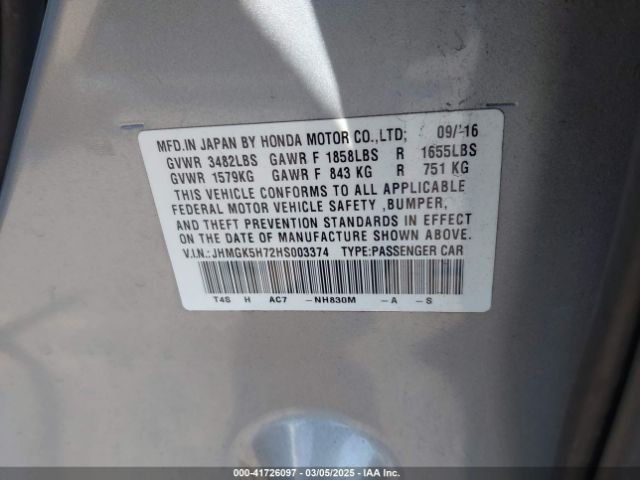 MFD.IN JAPAN BY HONDA MOTOR CO.,LTD; 09/'16
GVWR 3482LBS GAWR F 1858LBS R 1655LBS
GVWR 1579KG GAWR F 843 KG R 751 KG
THIS VEHICLE CONFORMS TO ALL APPLICABLE
FEDERAL MOTOR VEHICLE SAFETY ,BUMPER,
AND THEFT PREVENTION STANDARDS IN EFFECT
ON THE DATE OF MANUFACTURE SHOWN ABOVE.
V.I.N.:JHMGK5H72HS003374 TYPE:PASSENGER CAR
T4S H AC7 -NH830M -A -S
000-41726097 — 03/05/2025 - IAA Inc.